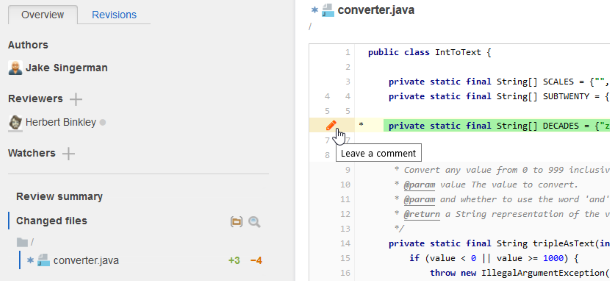 Overview
Revisions
Authors
Jake Singerman
Reviewers
Herbert Binkley
Watchers
Review summary
Changed files
/
* converter.java +3 −4
* converter.java
/
1 public class IntToText {
2
3 private static final String[] SCALES = {"",
4 4 private static final String[] SUBTWENTY = {
5 5
* private static final String[] DECADES = {"z
7
Leave a comment
8
9 * Convert any value from 0 to 999 inclusiv
10 * @param value The value to convert.
11 * @param and whether to use the word 'and'
12 * @return a String representation of the v
13 */
14 private static final String tripleAsText(in
15 if (value < 0 || value >= 1000) {
16 throw new IllegalArgumentException(